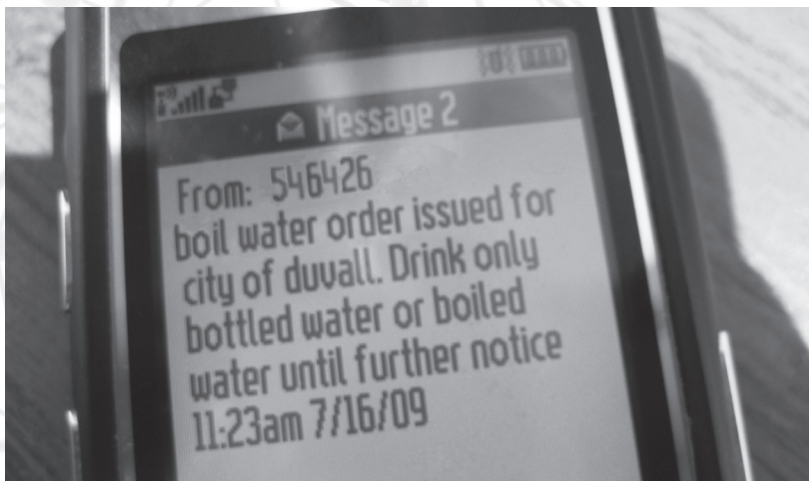 Message 2
From: 546426
boil water order issued for
city of duvall. Drink only
bottled water or boiled
water until further notice
11:23am 7/16/09